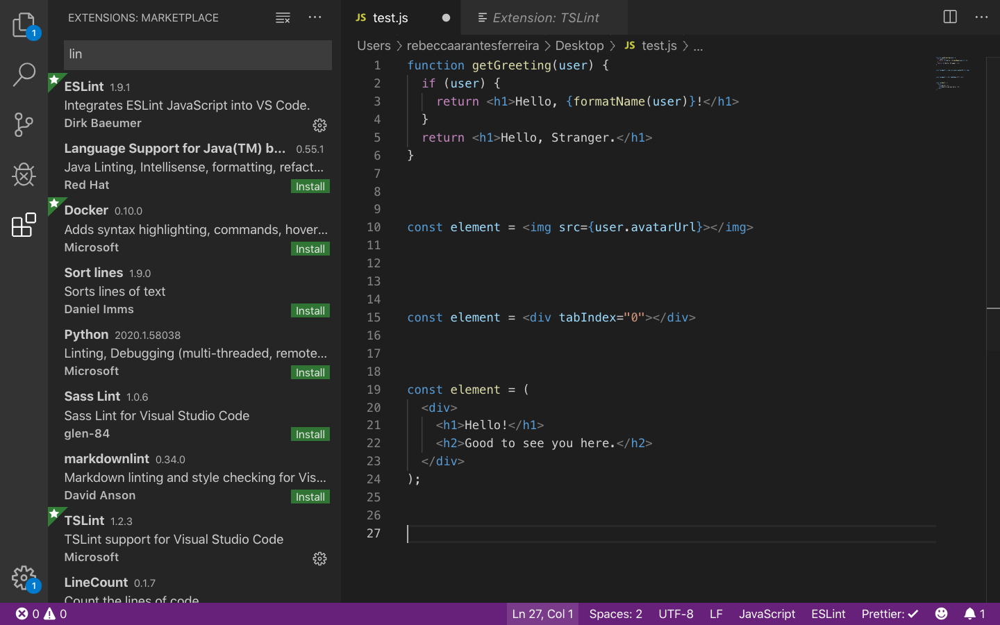 EXTENSIONS: MARKETPLACE
lin
ESLint 1.9.1
Integrates ESLint JavaScript into VS Code.
Dirk Baeumer
Language Support for Java(TM) b... 0.55.1
Java Linting, Intellisense, formatting, refact...
Red Hat
Install
Docker 0.10.0
Adds syntax highlighting, commands, hover...
Microsoft
Install
Sort lines 1.9.0
Sorts lines of text
Daniel Imms
Install
Python 2020.1.58038
Linting, Debugging (multi-threaded, remote...
Microsoft
Install
Sass Lint 1.0.6
Sass Lint for Visual Studio Code
glen-84
Install
markdownlint 0.34.0
Markdown linting and style checking for Vis...
David Anson
Install
TSLint 1.2.3
TSLint support for Visual Studio Code
Microsoft
LineCount 0.1.7
Count the lines of code
1
1
JS test.js
Extension: TSLint
Users > rebeccaarantesferreira > Desktop > JS test.js > ...
1 function getGreeting(user) {
2   if (user) {
3     return <h1>Hello, {formatName(user)}!</h1>
4   }
5   return <h1>Hello, Stranger.</h1>
6 }
7
8
9
10 const element = <img src={user.avatarUrl}></img>
11
12
13
14
15 const element = <div tabIndex="0"></div>
16
17
18
19 const element = (
20   <div>
21     <h1>Hello!</h1>
22     <h2>Good to see you here.</h2>
23   </div>
24 );
25
26
27
0 0
Ln 27, Col 1
Spaces: 2
UTF-8
LF
JavaScript
ESLint
Prettier: ✓
1